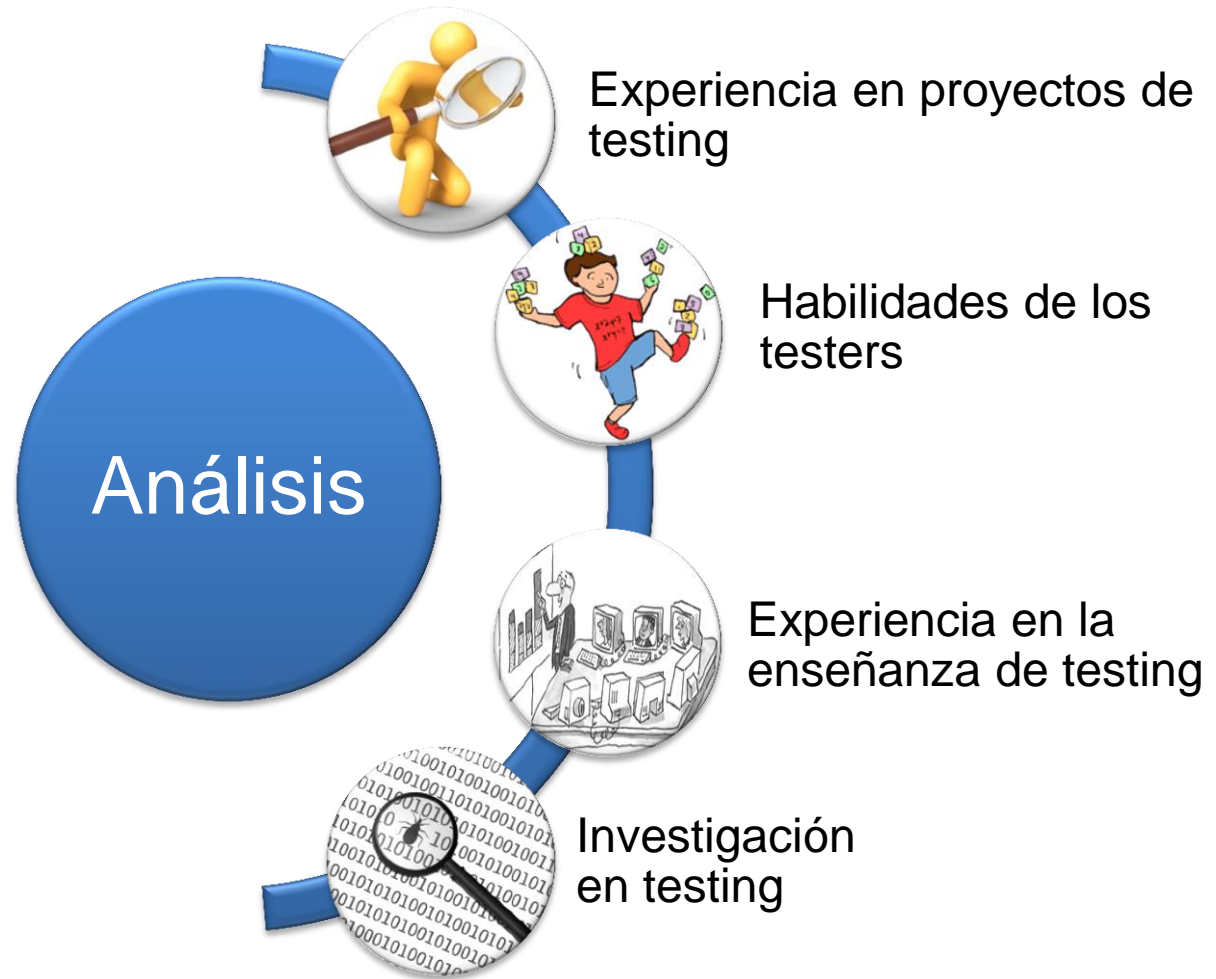 Experiencia en proyectos de
testing
Habilidades de los
testers
Análisis
Experiencia en la
enseñanza de testing
Investigación
en testing